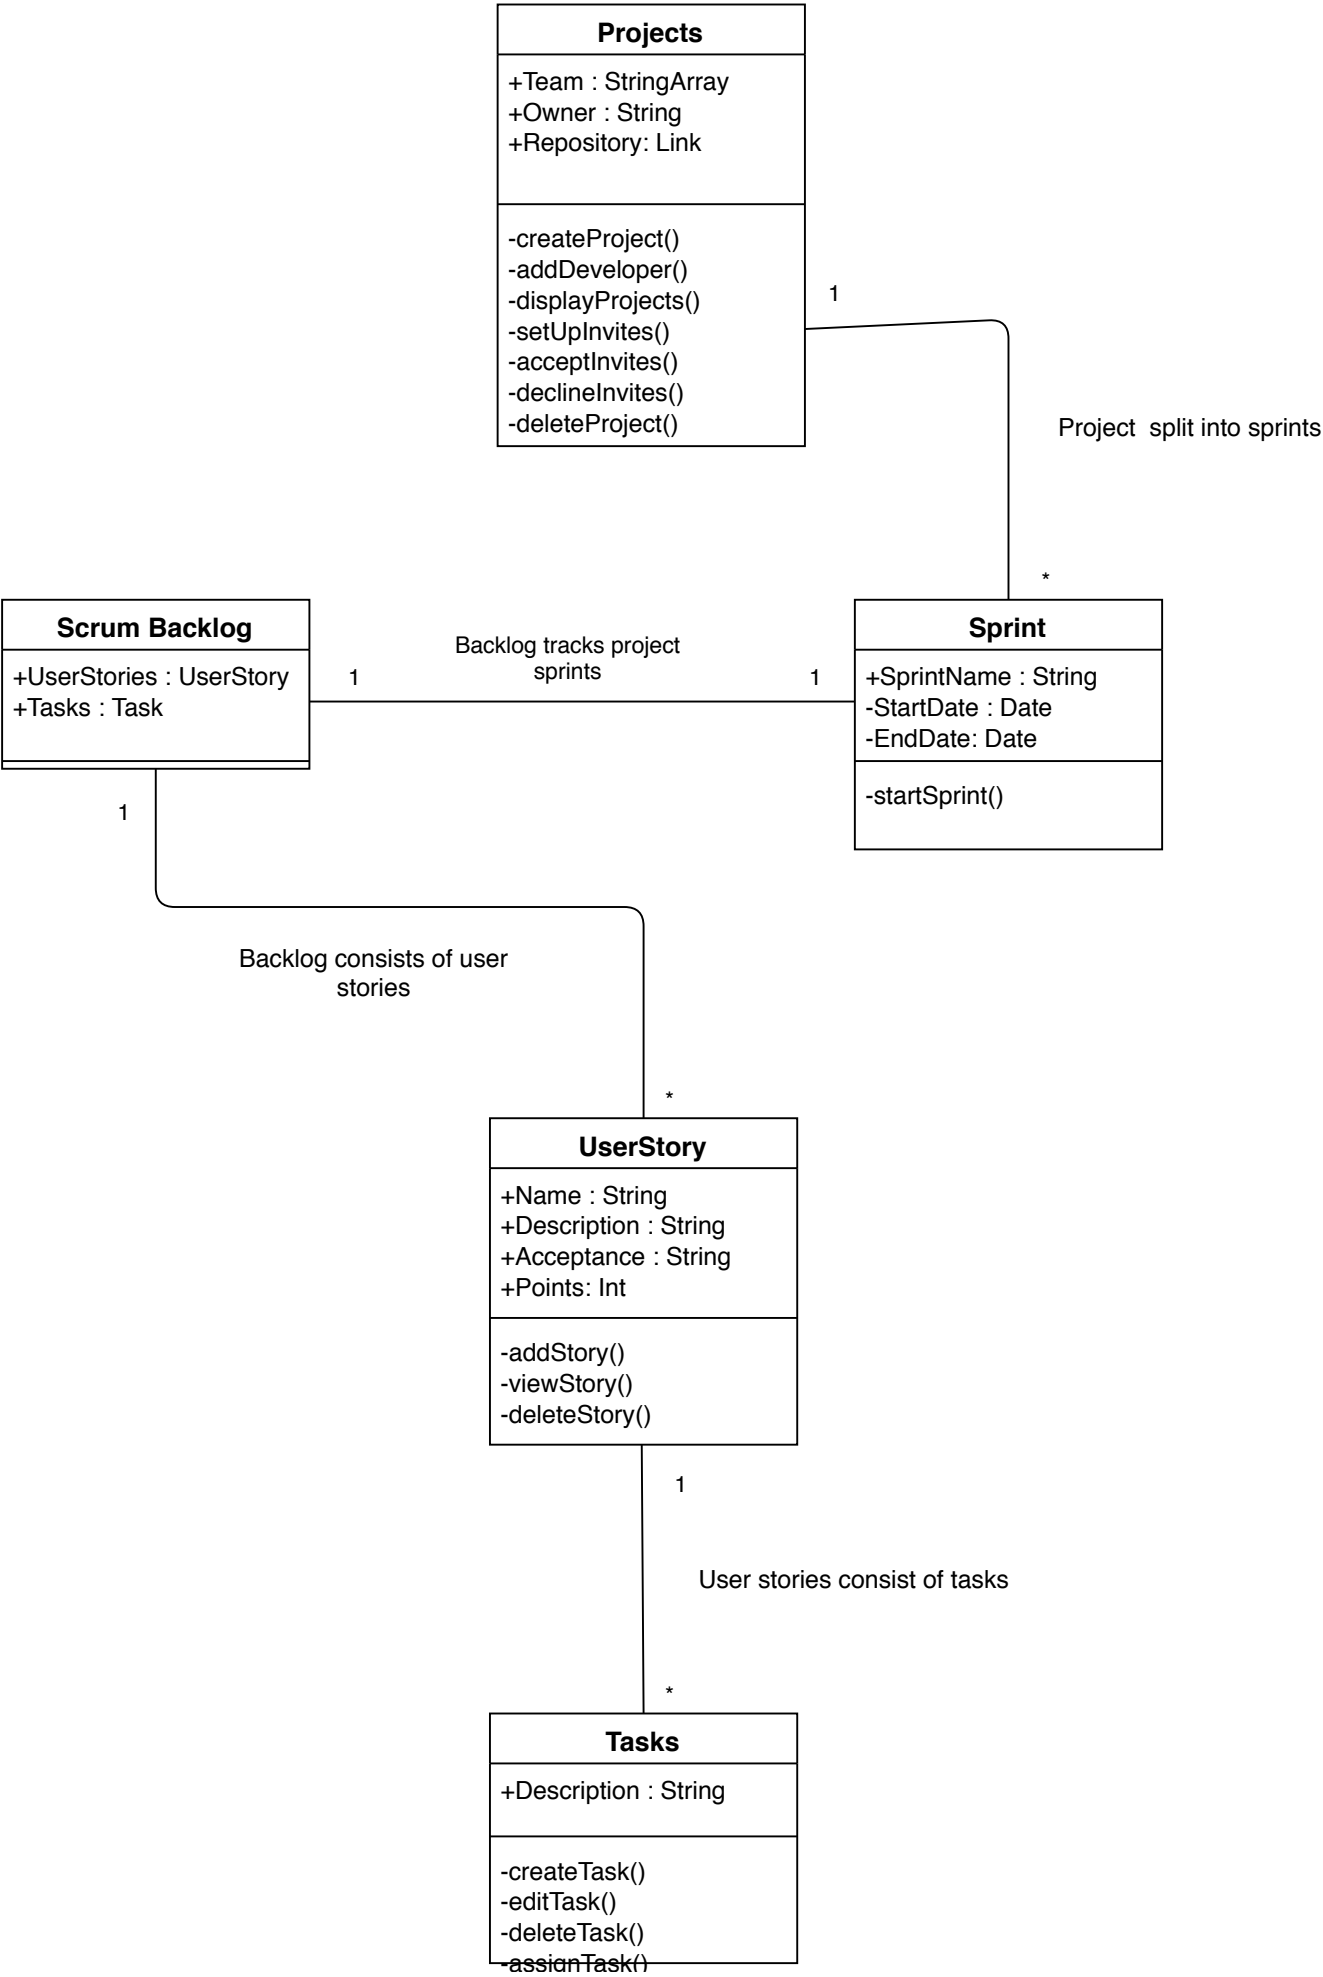 Projects
+Team : StringArray
+Owner : String
+Repository: Link
-createProject()
-addDeveloper()
-displayProjects()
-setUpInvites()
-acceptInvites()
-declineInvites()
-deleteProject()
1
Project  split into sprints
*
Scrum Backlog
+UserStories : UserStory
+Tasks : Task
1
Backlog tracks project
sprints
1
Sprint
+SprintName : String
-StartDate : Date
-EndDate: Date
-startSprint()
1
Backlog consists of user
stories
*
UserStory
+Name : String
+Description : String
+Acceptance : String
+Points: Int
-addStory()
-viewStory()
-deleteStory()
1
User stories consist of tasks
*
Tasks
+Description : String
-createTask()
-editTask()
-deleteTask()
-assignTask()